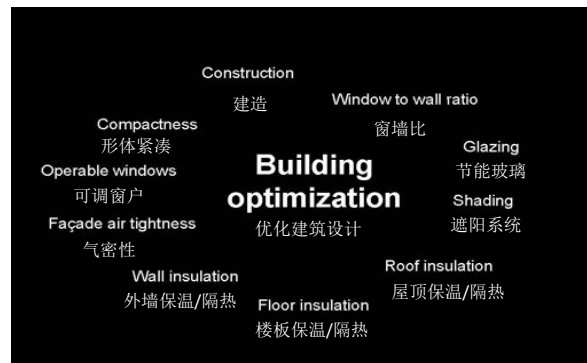 Construction
建造
Window to wall ratio
窗墙比
Compactness
形体紧凑
Glazing
节能玻璃
Operable windows
可调窗户
Building
optimization
优化建筑设计
Shading
遮阳系统
Façade air tightness
气密性
Wall insulation
外墙保温/隔热
Floor insulation
楼板保温/隔热
Roof insulation
屋顶保温/隔热